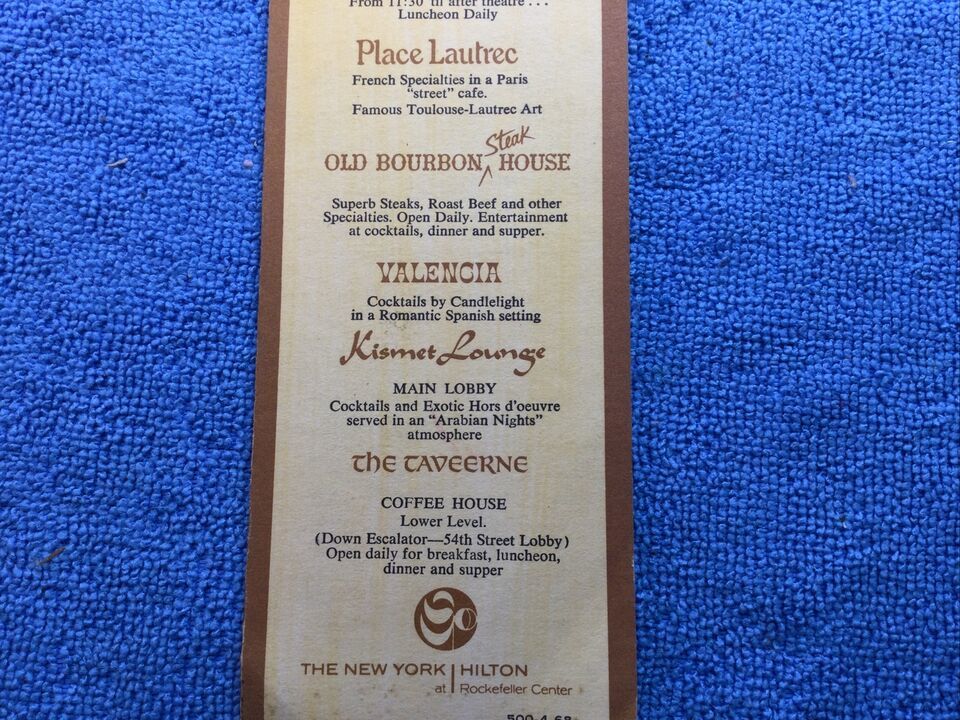 From 11:30 'til after theatre . . .
Luncheon Daily
Place Lautrec
French Specialties in a Paris
"street" cafe.
Famous Toulouse-Lautrec Art
OLD BOURBON Steak HOUSE
Superb Steaks, Roast Beef and other
Specialties. Open Daily. Entertainment
at cocktails, dinner and supper.
VALENCIA
Cocktails by Candlelight
in a Romantic Spanish setting
Kismet Lounge
MAIN LOBBY
Cocktails and Exotic Hors d'oeuvre
served in an "Arabian Nights"
atmosphere
The Taveerne
COFFEE HOUSE
Lower Level.
(Down Escalator—54th Street Lobby)
Open daily for breakfast, luncheon,
dinner and supper
THE NEW YORK HILTON
at Rockefeller Center
500-4-68